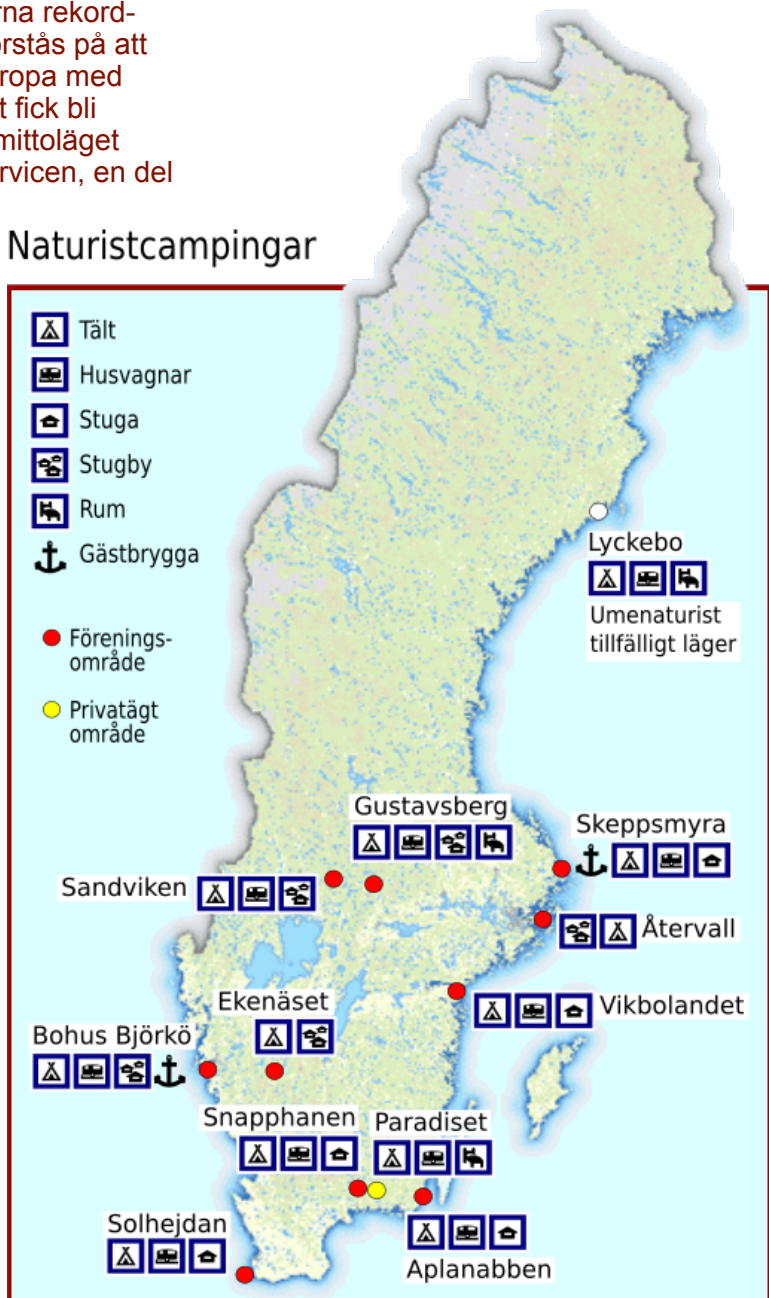 rna rekord-
örstås på att
ropa med
t fick bli
mittoläget
rvicen, en del
Naturistcampingar
Tält
Husvagnar
Stuga
Stugby
Rum
Gästbrygga
Förenings-
område
Privatägt
område
Lyckebo
Umenaturist
tillfälligt läger
Gustavsberg
Skeppsmyra
Sandviken
Återvall
Ekenäset
Vikbolandet
Bohus Björkö
Snapphanen
Paradiset
Solhejdan
Aplanabben